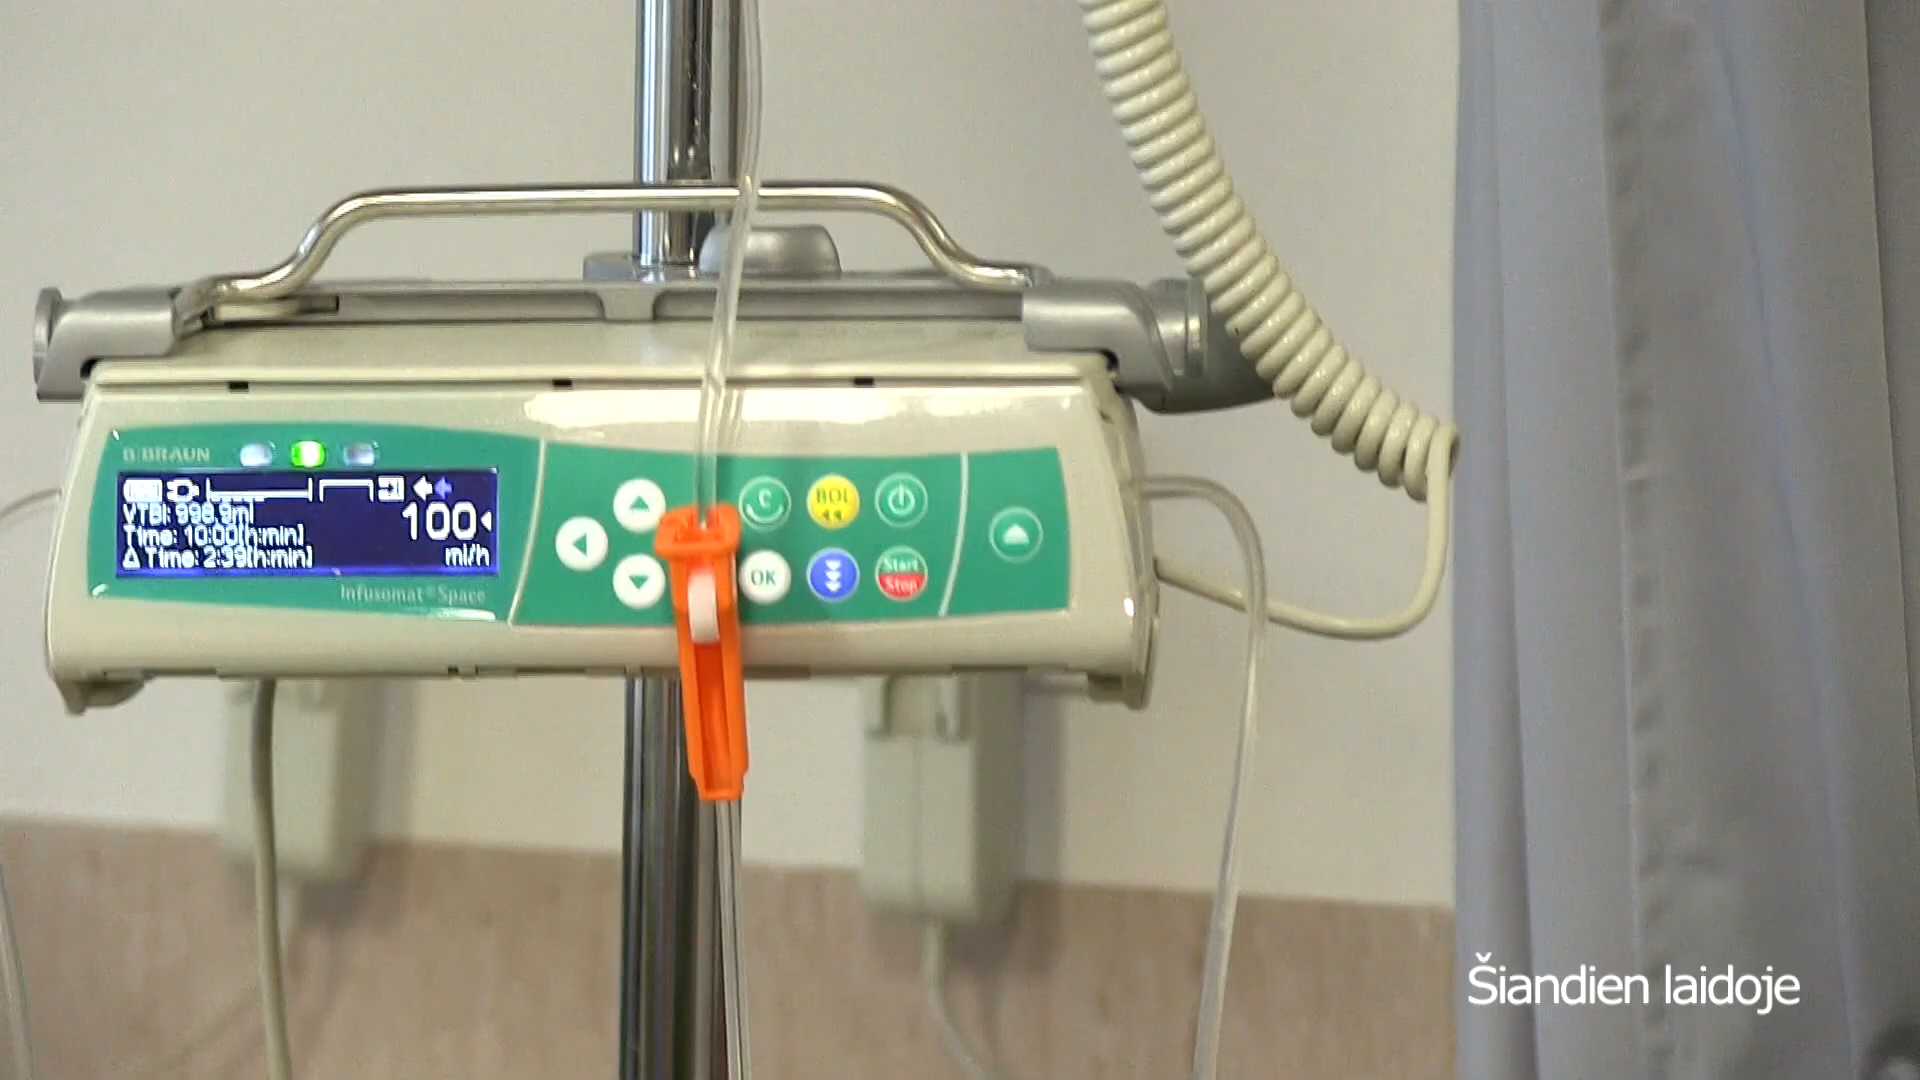 B|BRAUN
VTBI: 998.9ml
100
Time: 10:00[h:min]
Δ Time: 2:39[h:min]
ml/h
Infusomat® Space
C
BOL
OK
Start
Stop
Šiandien laidoje